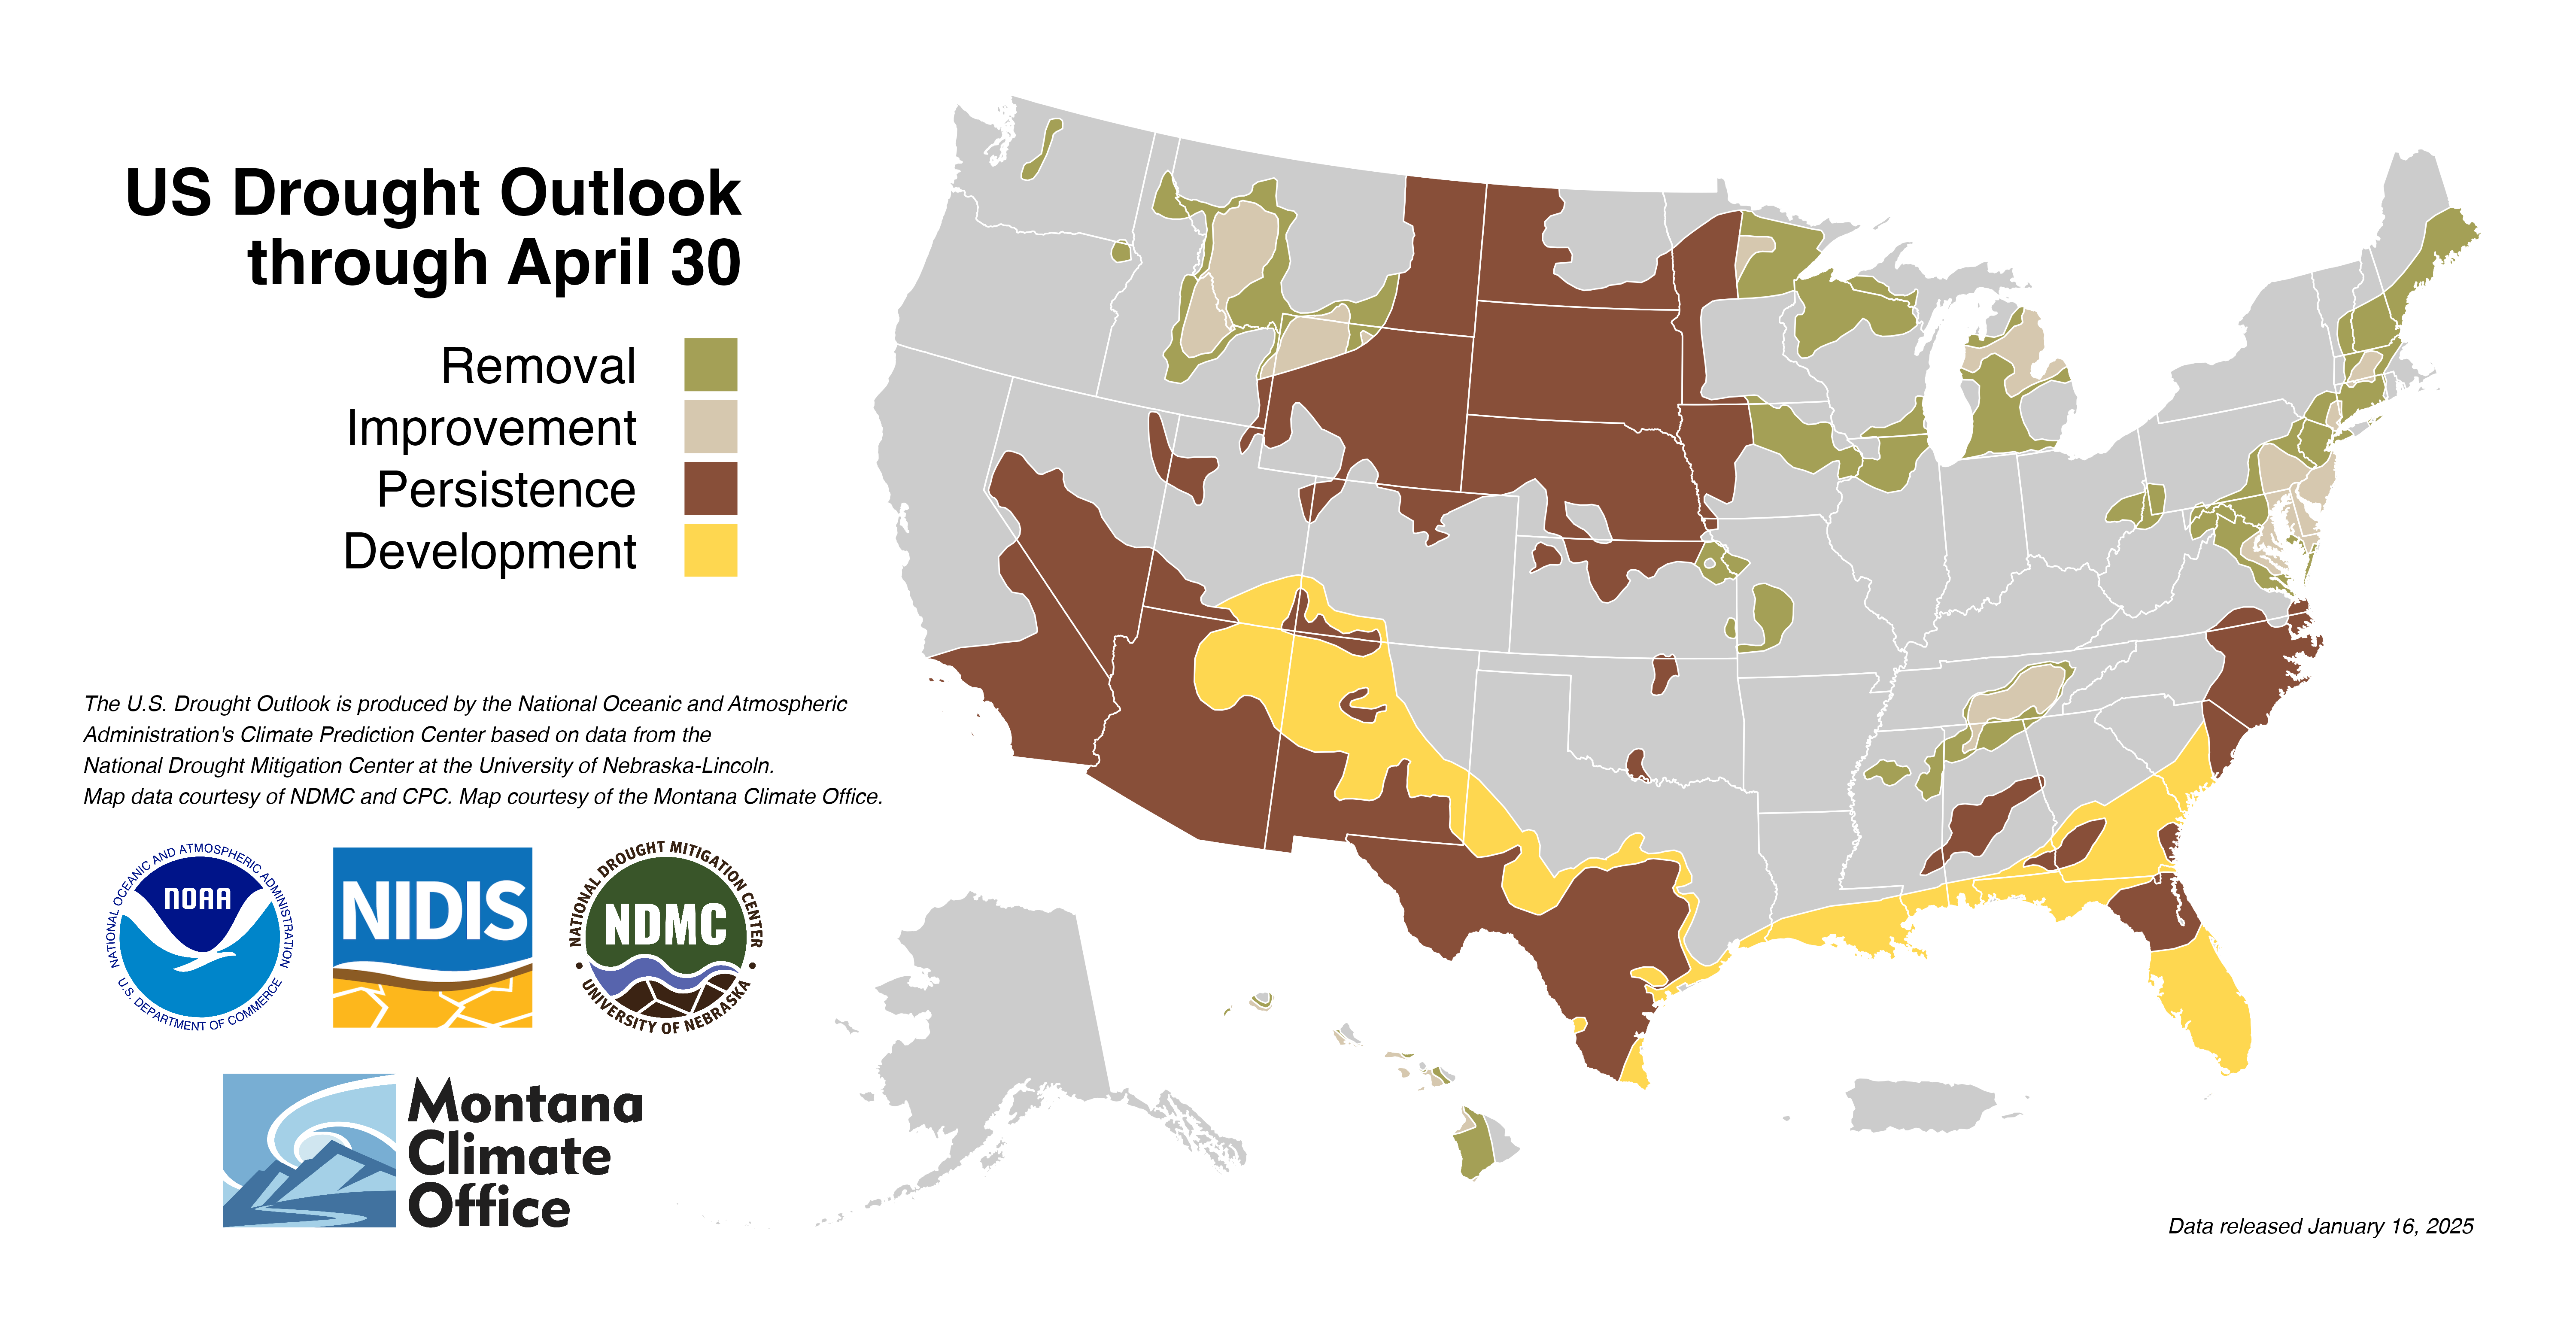 US Drought Outlook
through April 30
Removal
Improvement
Persistence
Development
The U.S. Drought Outlook is produced by the National Oceanic and Atmospheric
Administration's Climate Prediction Center based on data from the
National Drought Mitigation Center at the University of Nebraska-Lincoln.
Map data courtesy of NDMC and CPC. Map courtesy of the Montana Climate Office.
NATIONAL OCEANIC AND ATMOSPHERIC ADMINISTRATION
NOAA
U.S. DEPARTMENT OF COMMERCE
NIDIS
NATIONAL DROUGHT MITIGATION CENTER
NDMC
UNIVERSITY OF NEBRASKA
Montana
Climate
Office
Data released January 16, 2025